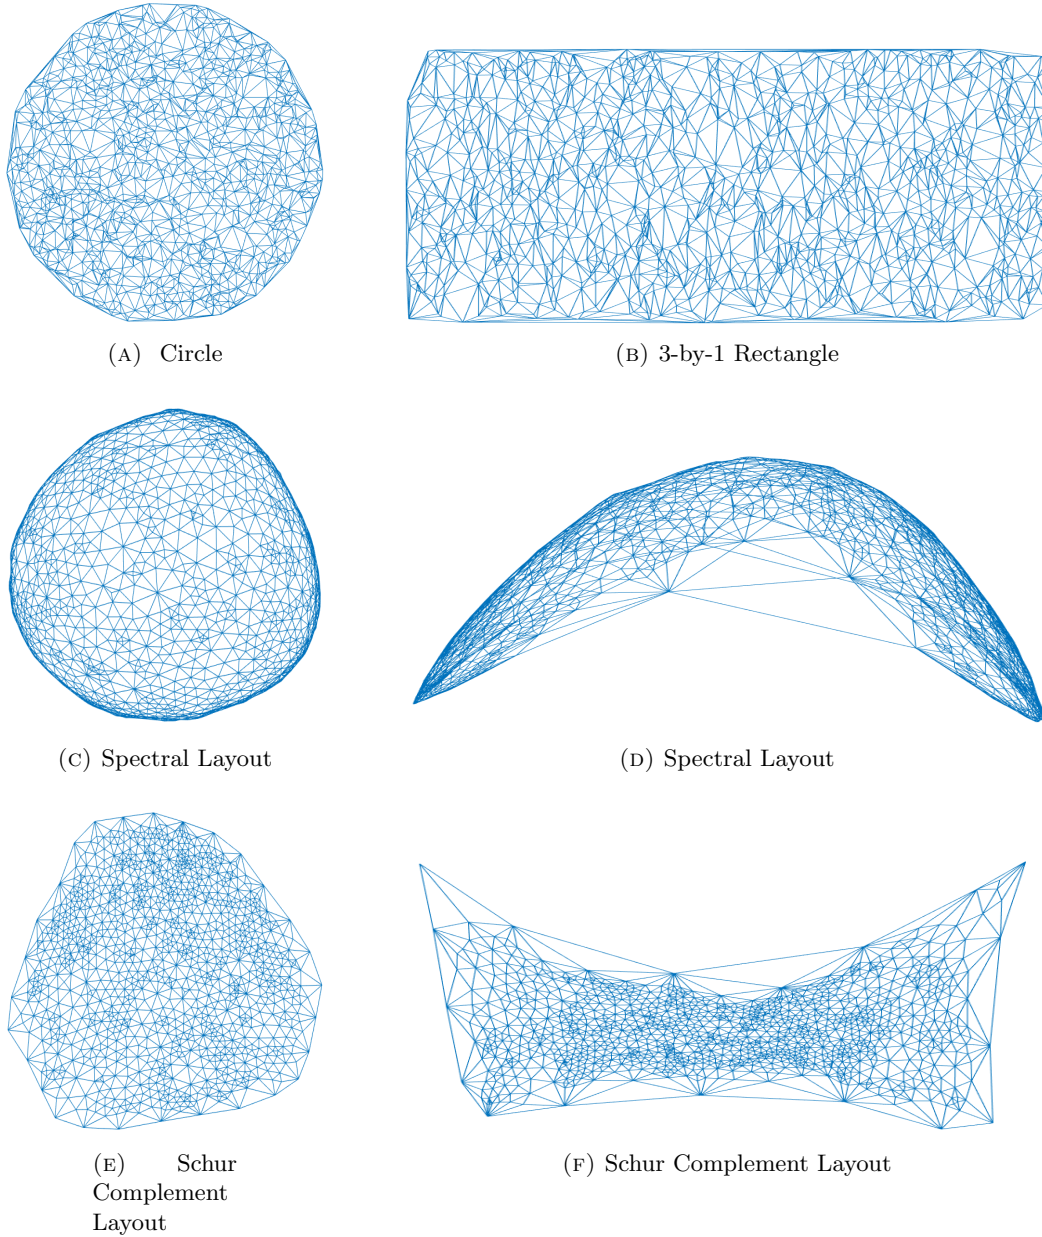 (A) Circle
(B) 3-by-1 Rectangle
(C) Spectral Layout
(D) Spectral Layout
(E) Schur
Complement
Layout
(F) Schur Complement Layout